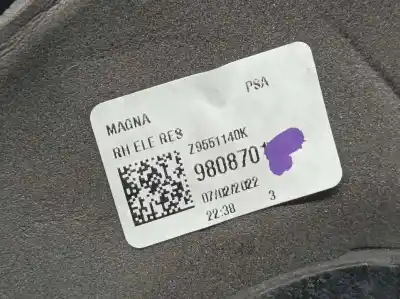 PSA
MAGNA
RH ELE RES
Z9551140K
9808701
07/02/2022
22:38 3